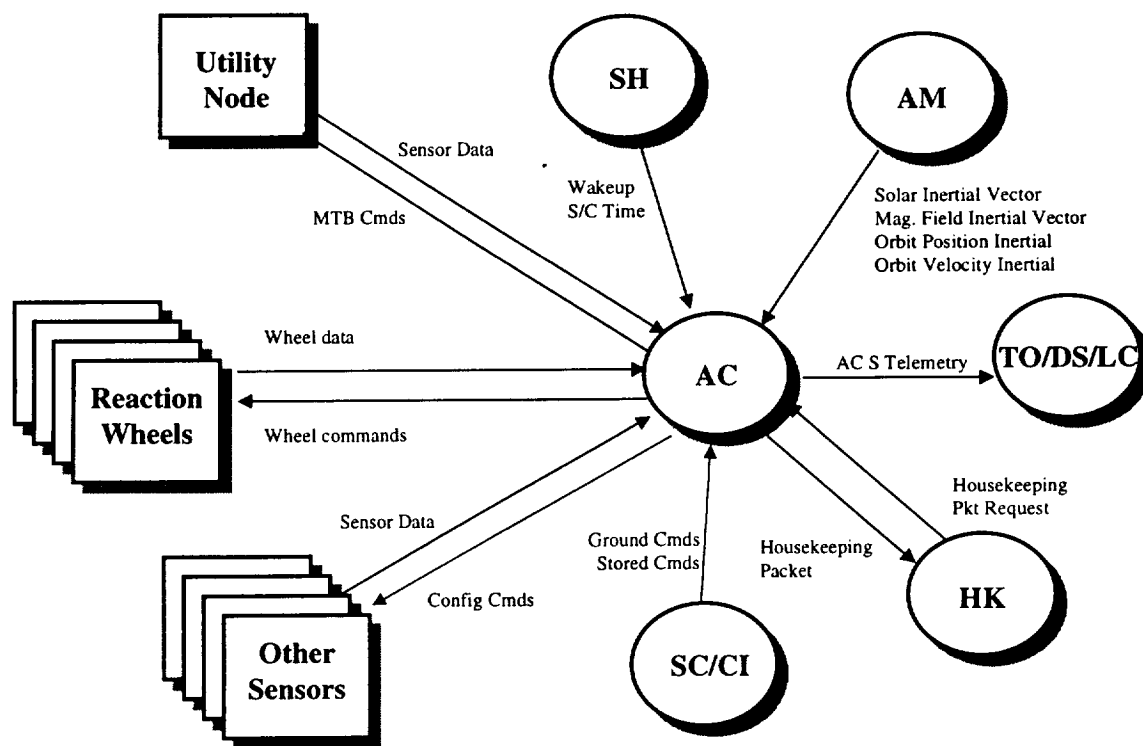 Utility
Node
SH
AM
Sensor Data
MTB Cmds
Wakeup
S/C Time
Solar Inertial Vector
Mag. Field Inertial Vector
Orbit Position Inertial
Orbit Velocity Inertial
Wheel data
Reaction
Wheels
Wheel commands
AC
AC S Telemetry
TO/DS/LC
Sensor Data
Config Cmds
Other
Sensors
Ground Cmds
Stored Cmds
SC/CI
Housekeeping
Packet
Housekeeping
Pkt Request
HK